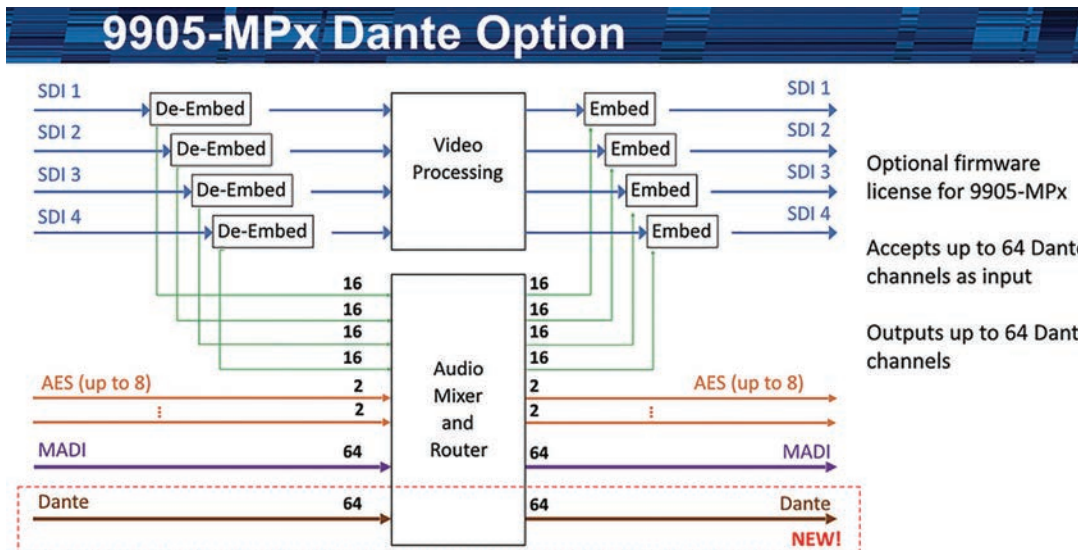 9905-MPx Dante Option
SDI 1
SDI 2
SDI 3
SDI 4
De-Embed
De-Embed
De-Embed
De-Embed
Video
Processing
Embed
Embed
Embed
Embed
SDI 1
SDI 2
SDI 3
SDI 4
16
16
16
16
16
16
16
16
Audio
Mixer
and
Router
AES (up to 8)
2
2
2
2
AES (up to 8)
MADI
64
64
MADI
Dante
64
64
Dante
NEW!
Optional firmware
license for 9905-MPx
Accepts up to 64 Dante
channels as input
Outputs up to 64 Dant
channels